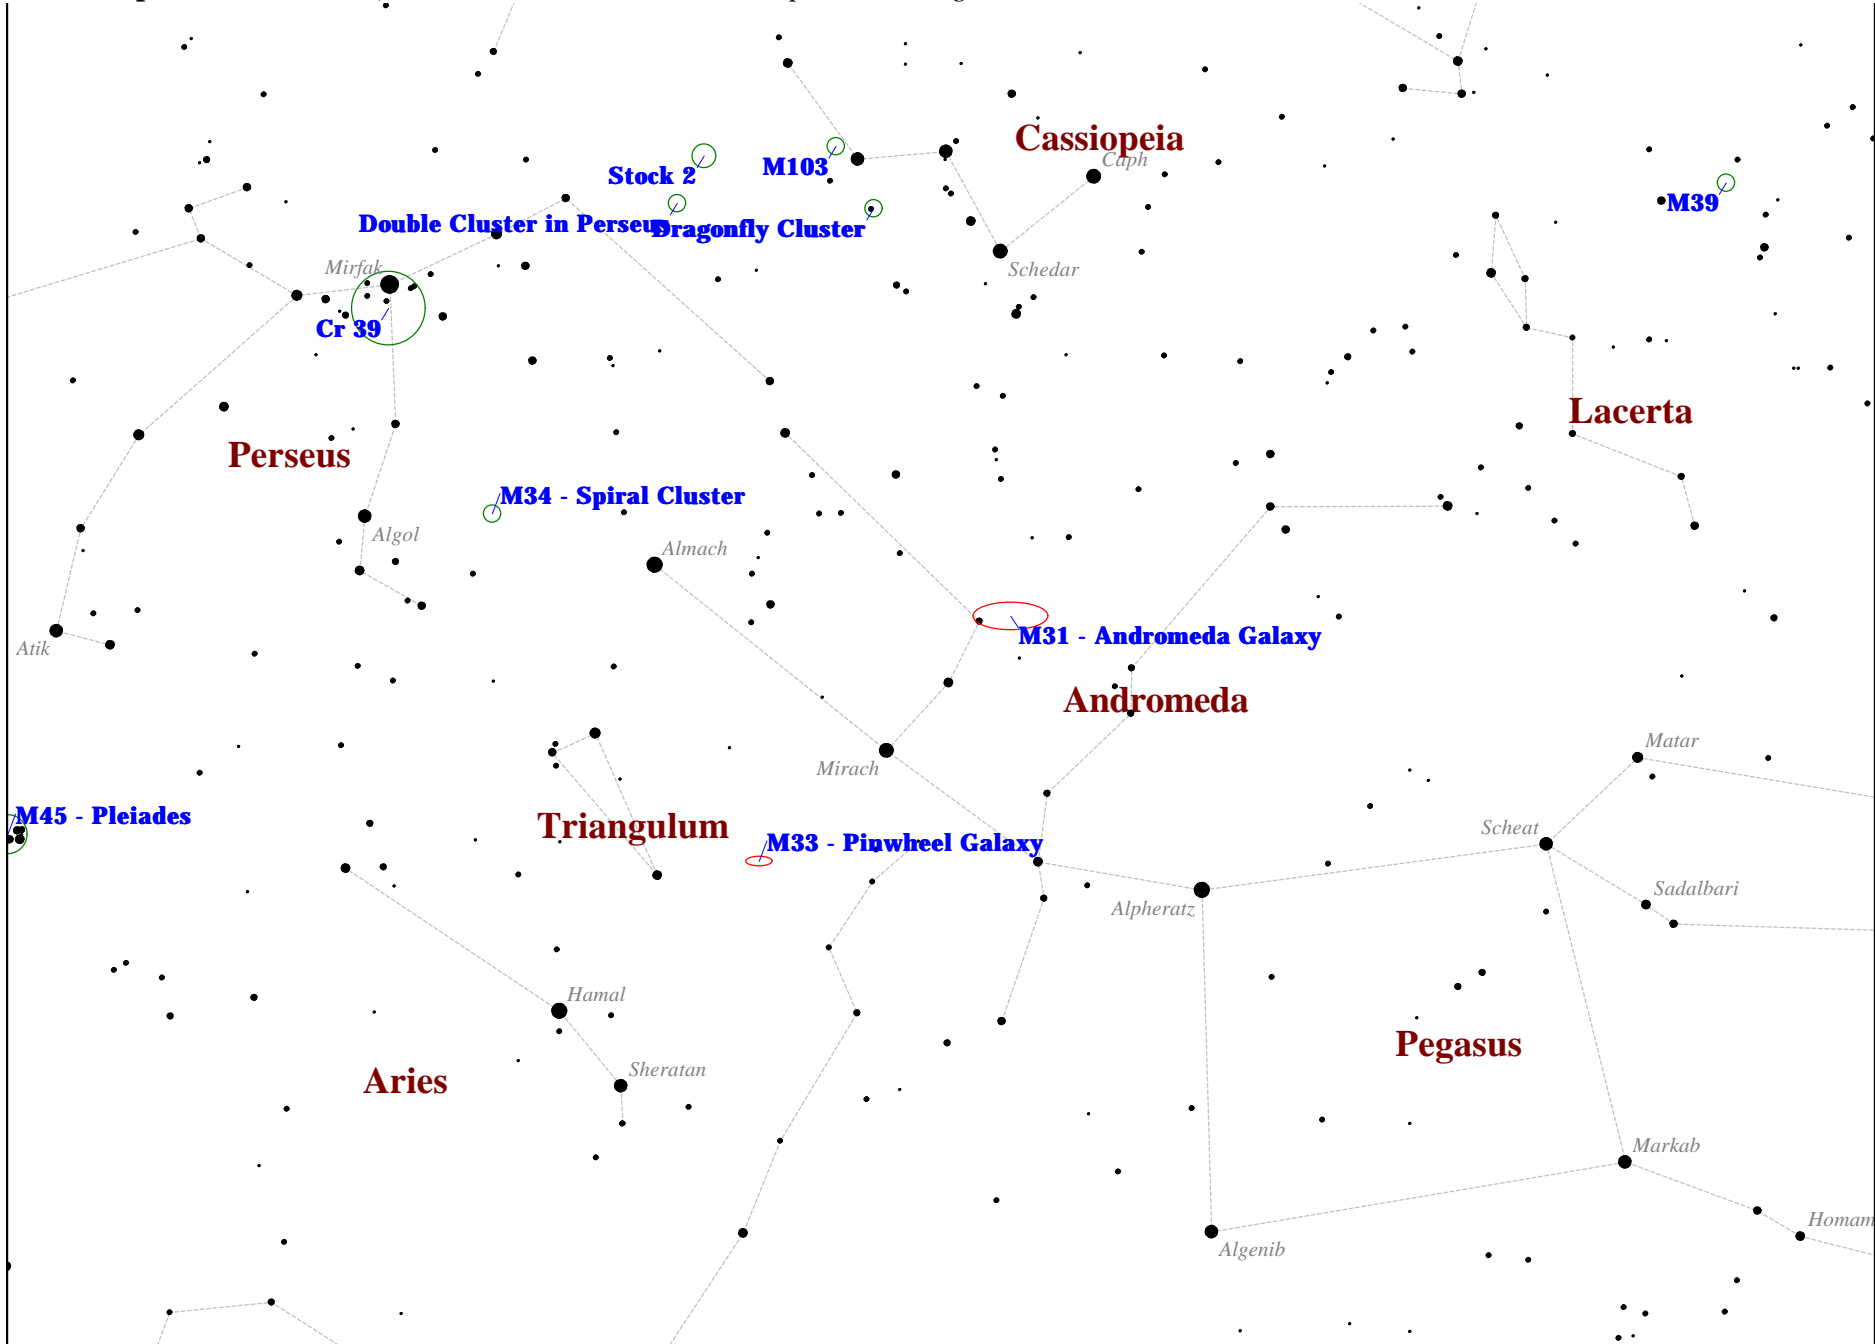 Cassiopeia
Caph
Stock 2
M103
M39
Double Cluster in Perseus
Dragonfly Cluster
Mirfak
Schedar
Cr 39
Lacerta
Perseus
M34 - Spiral Cluster
Algol
Almach
M31 - Andromeda Galaxy
Atik
Andromeda
Matar
Mirach
M45 - Pleiades
Triangulum
Scheat
M33 - Pinwheel Galaxy
Sadalbari
Alpheratz
Hamal
Pegasus
Sheratan
Aries
Markab
Homam
Algenib